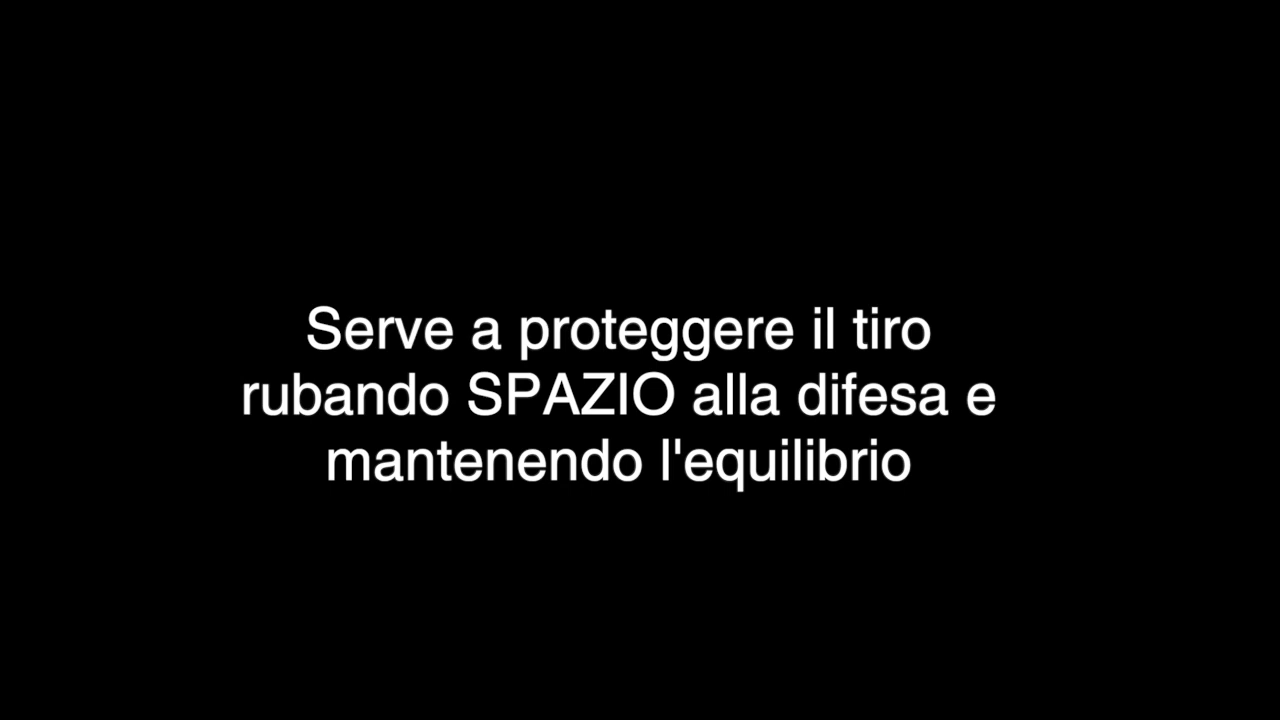 Serve a proteggere il tiro
rubando SPAZIO alla difesa e
mantenendo l'equilibrio